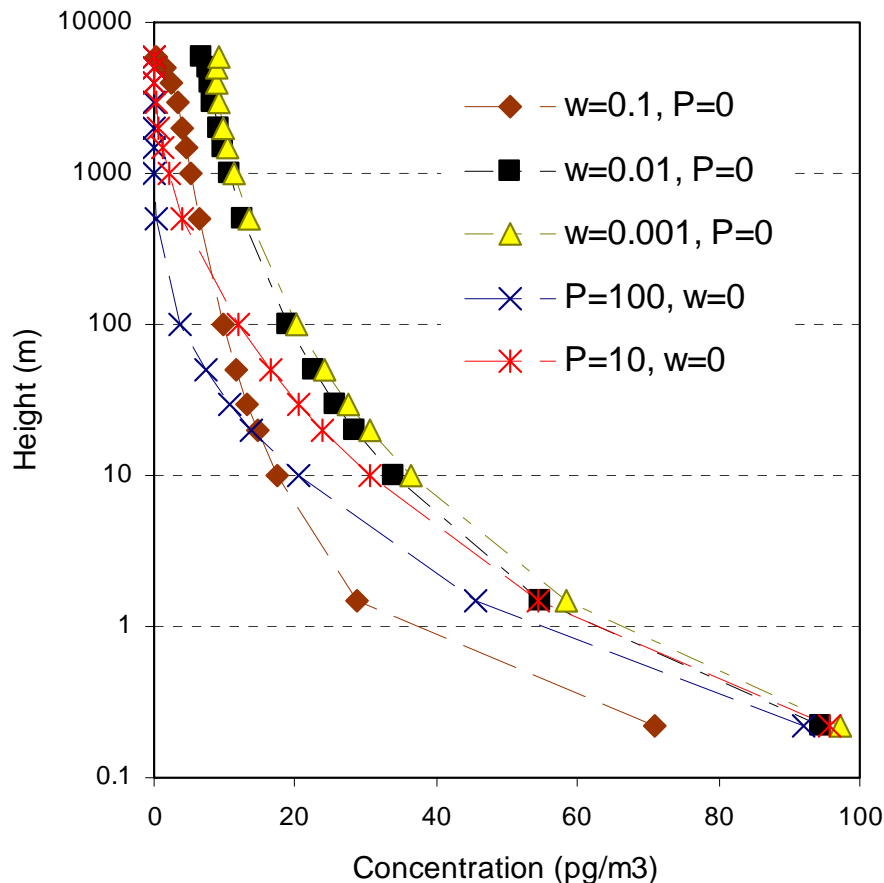 10000
1000
100
10
1
0.1
Height (m)
w=0.1, P=0
w=0.01, P=0
w=0.001, P=0
P=100, w=0
P=10, w=0
0 20 40 60 80 100
Concentration (pg/m3)